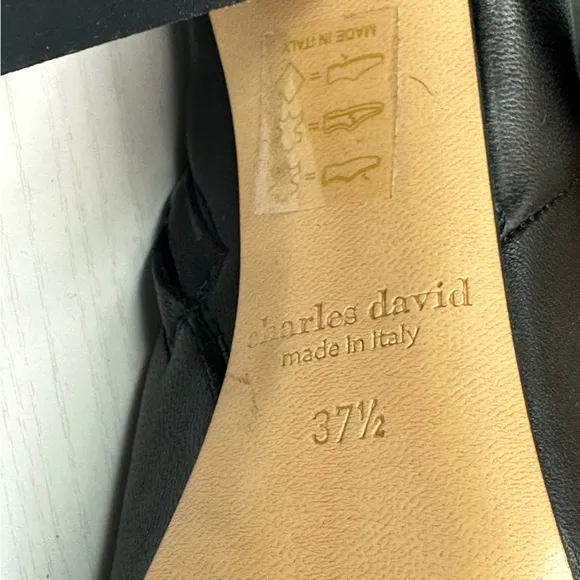 MADE IN ITALY
=
=
=
charles david
made in italy
37½